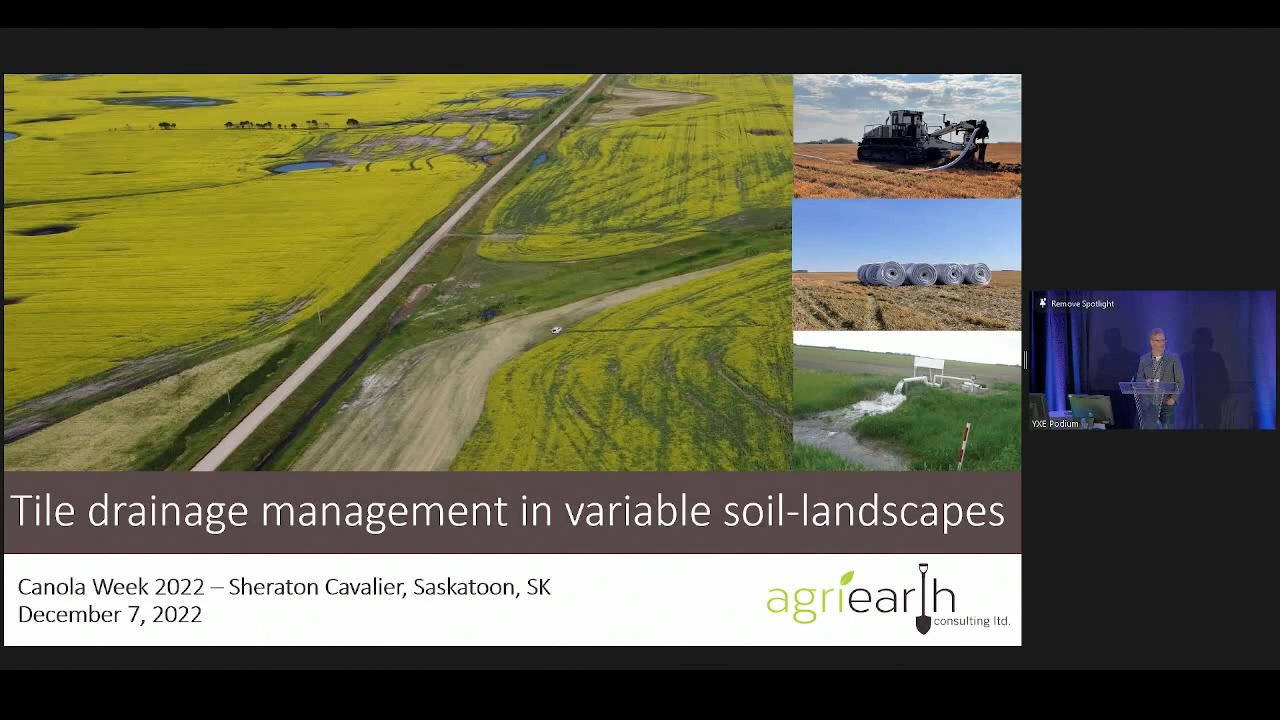 Tile drainage management in variable soil-landscapes
Canola Week 2022 – Sheraton Cavalier, Saskatoon, SK
December 7, 2022
agriearth
consulting ltd.
Remove Spotlight
YXE Podium